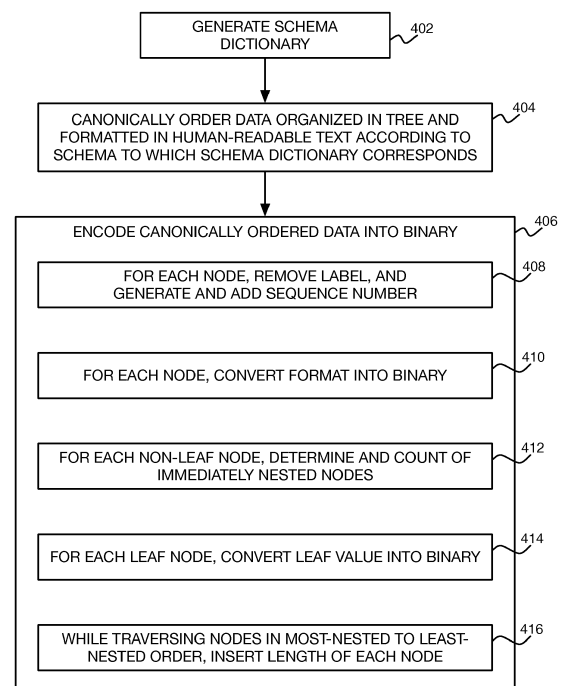 GENERATE SCHEMA
DICTIONARY
402
CANONICALLY ORDER DATA ORGANIZED IN TREE AND
FORMATTED IN HUMAN-READABLE TEXT ACCORDING TO
SCHEMA TO WHICH SCHEMA DICTIONARY CORRESPONDS
404
ENCODE CANONICALLY ORDERED DATA INTO BINARY
406
FOR EACH NODE, REMOVE LABEL, AND
GENERATE AND ADD SEQUENCE NUMBER
408
FOR EACH NODE, CONVERT FORMAT INTO BINARY
410
FOR EACH NON-LEAF NODE, DETERMINE AND COUNT OF
IMMEDIATELY NESTED NODES
412
FOR EACH LEAF NODE, CONVERT LEAF VALUE INTO BINARY
414
WHILE TRAVERSING NODES IN MOST-NESTED TO LEAST-
NESTED ORDER, INSERT LENGTH OF EACH NODE
416